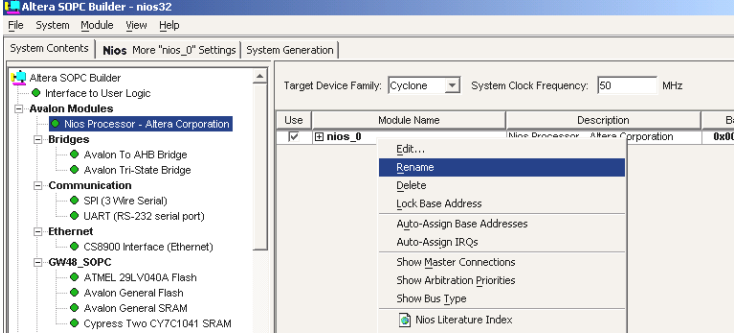 Altera SOPC Builder - nios32
File System Module View Help
System Contents Nios More "nios_0" Settings System Generation
Altera SOPC Builder
Interface to User Logic
Avalon Modules
Nios Processor - Altera Corporation
Bridges
Avalon To AHB Bridge
Avalon Tri-State Bridge
Communication
SPI (3 Wire Serial)
UART (RS-232 serial port)
Ethernet
CS8900 Interface (Ethernet)
GW48_SOPC
ATMEL 29LV040A Flash
Avalon General Flash
Avalon General SRAM
Cypress Two CY7C1041 SRAM
Target Device Family: Cyclone System Clock Frequency: 50 MHz
Use Module Name Description Ba
nios_0 Nios Processor - Altera Corporation 0x00
Edit...
Rename
Delete
Lock Base Address
Auto-Assign Base Addresses
Auto-Assign IRQs
Show Master Connections
Show Arbitration Priorities
Show Bus Type
Nios Literature Index